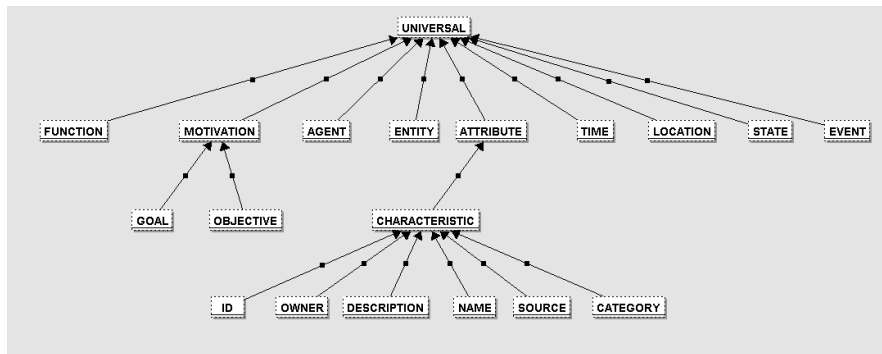 UNIVERSAL
FUNCTION MOTIVATION AGENT ENTITY ATTRIBUTE TIME LOCATION STATE EVENT
GOAL OBJECTIVE CHARACTERISTIC
ID OWNER DESCRIPTION NAME SOURCE CATEGORY